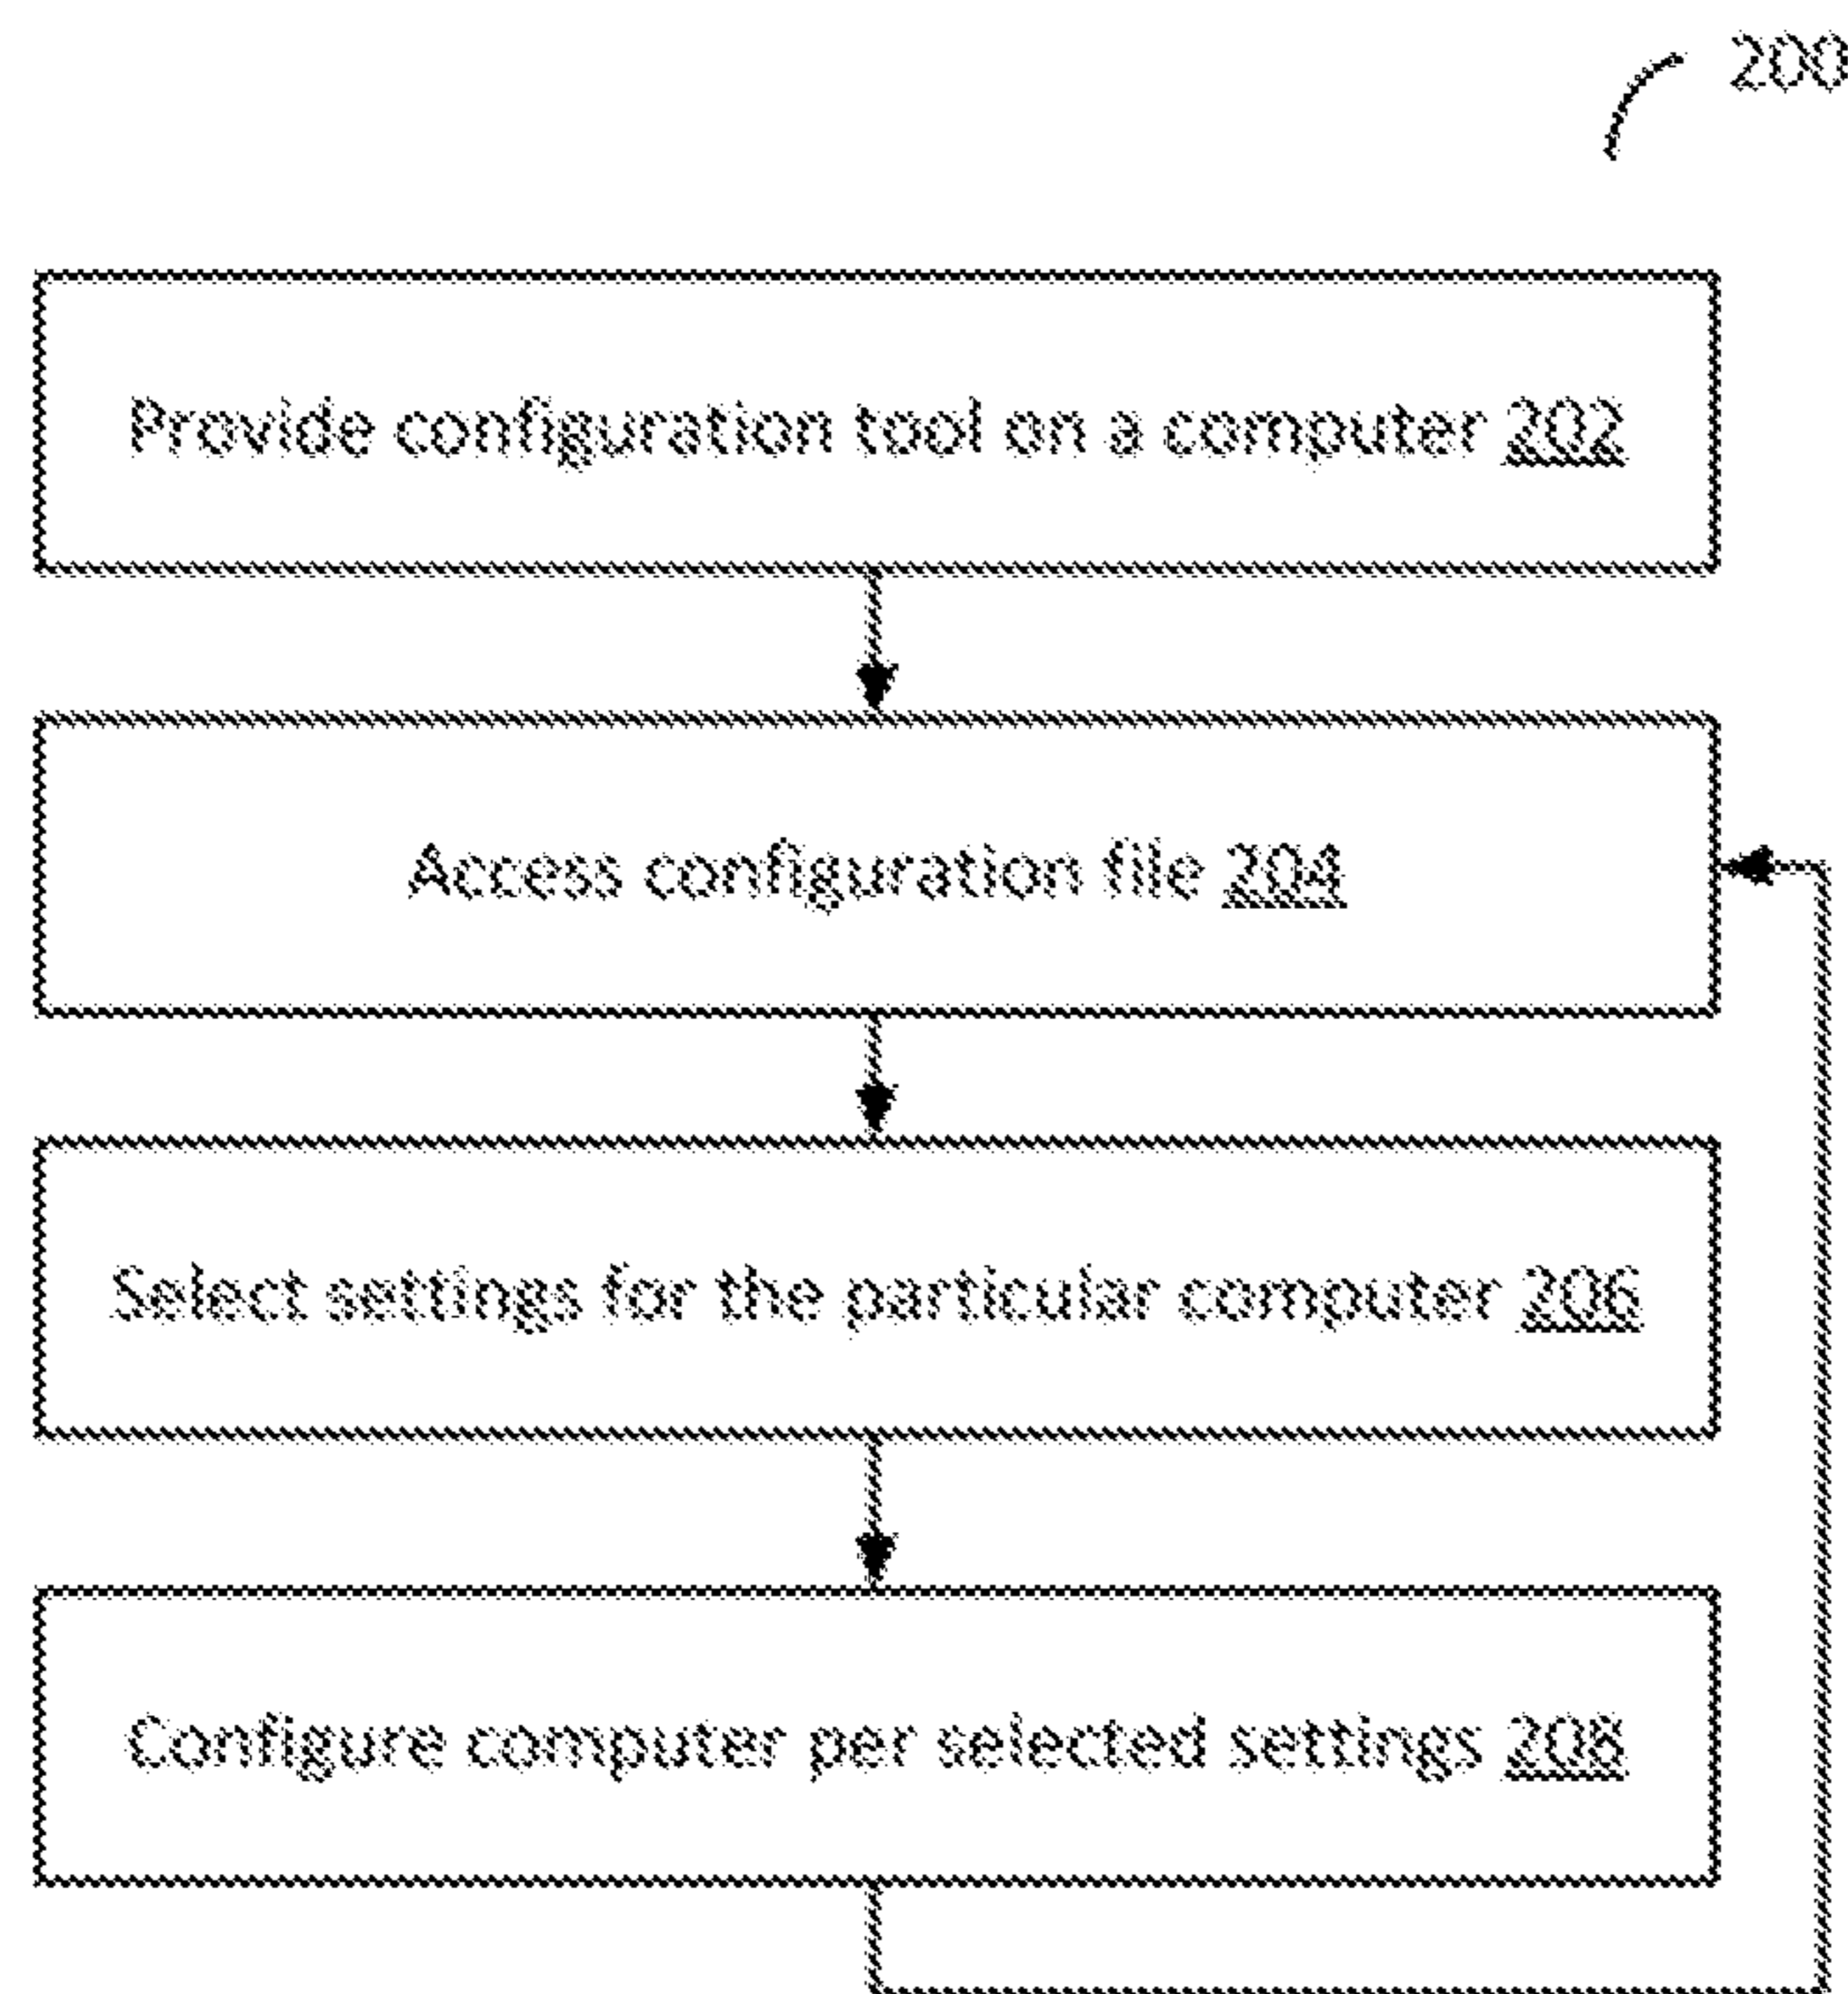 200
Provide configuration tool on a computer 202
Access configuration file 204
Select settings for the particular computer 206
Configure computer per selected settings 208